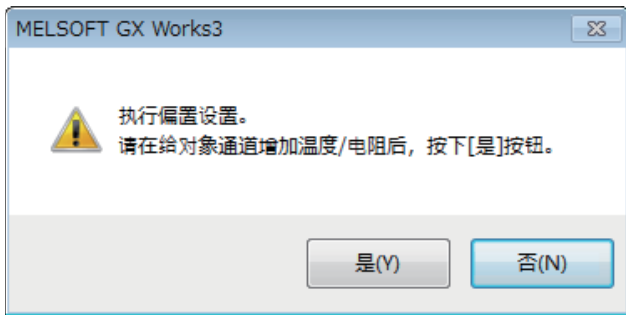 MELSOFT GX Works3
执行偏置设置。
请在给对象通道增加温度/电阻后，按下[是]按钮。
是(Y)
否(N)